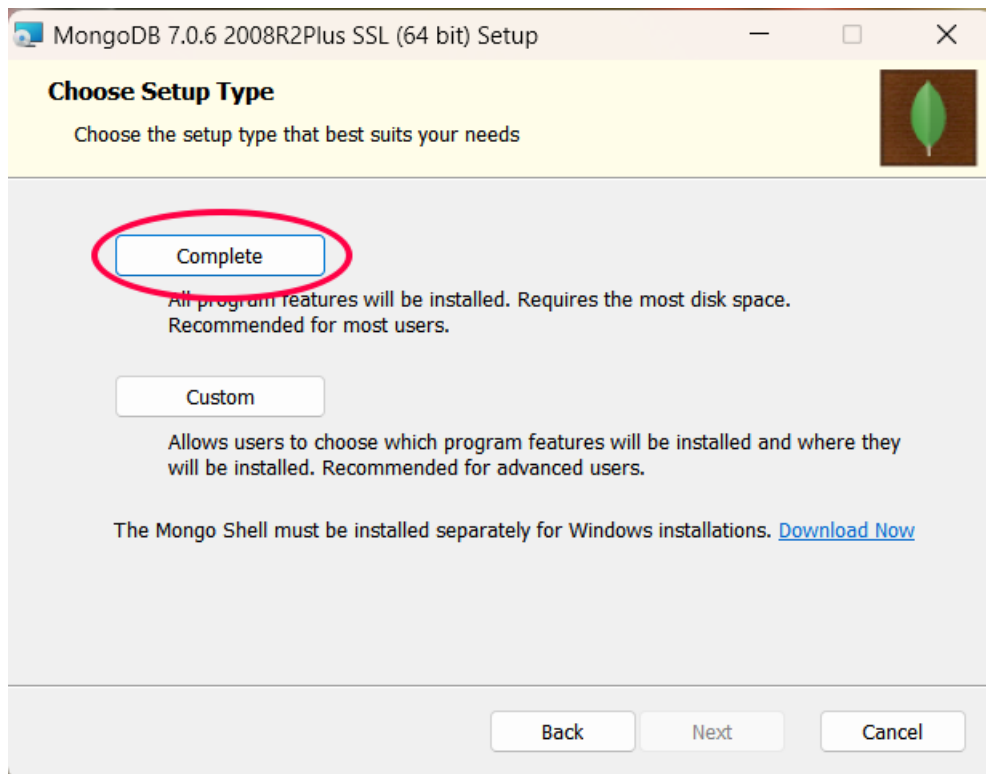 MongoDB 7.0.6 2008R2Plus SSL (64 bit) Setup
Choose Setup Type
Choose the setup type that best suits your needs
Complete
All program features will be installed. Requires the most disk space.
Recommended for most users.
Custom
Allows users to choose which program features will be installed and where they
will be installed. Recommended for advanced users.
The Mongo Shell must be installed separately for Windows installations. Download Now
Back
Next
Cancel